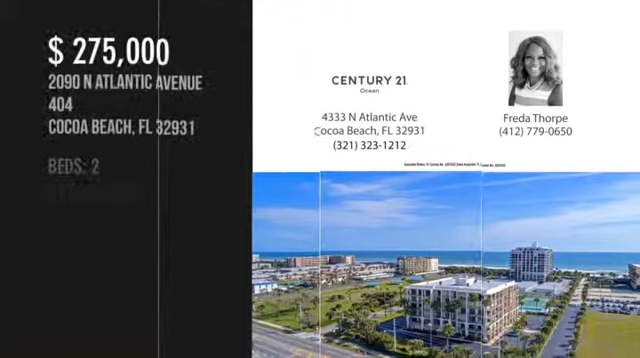 $ 275,000
2090 N ATLANTIC AVENUE
404
COCOA BEACH, FL 32931
BEDS: 2
CENTURY 21
Ocean
4333 N Atlantic Ave
Cocoa Beach, FL 32931
(321) 323-1212
Freda Thorpe
(412) 779-0650